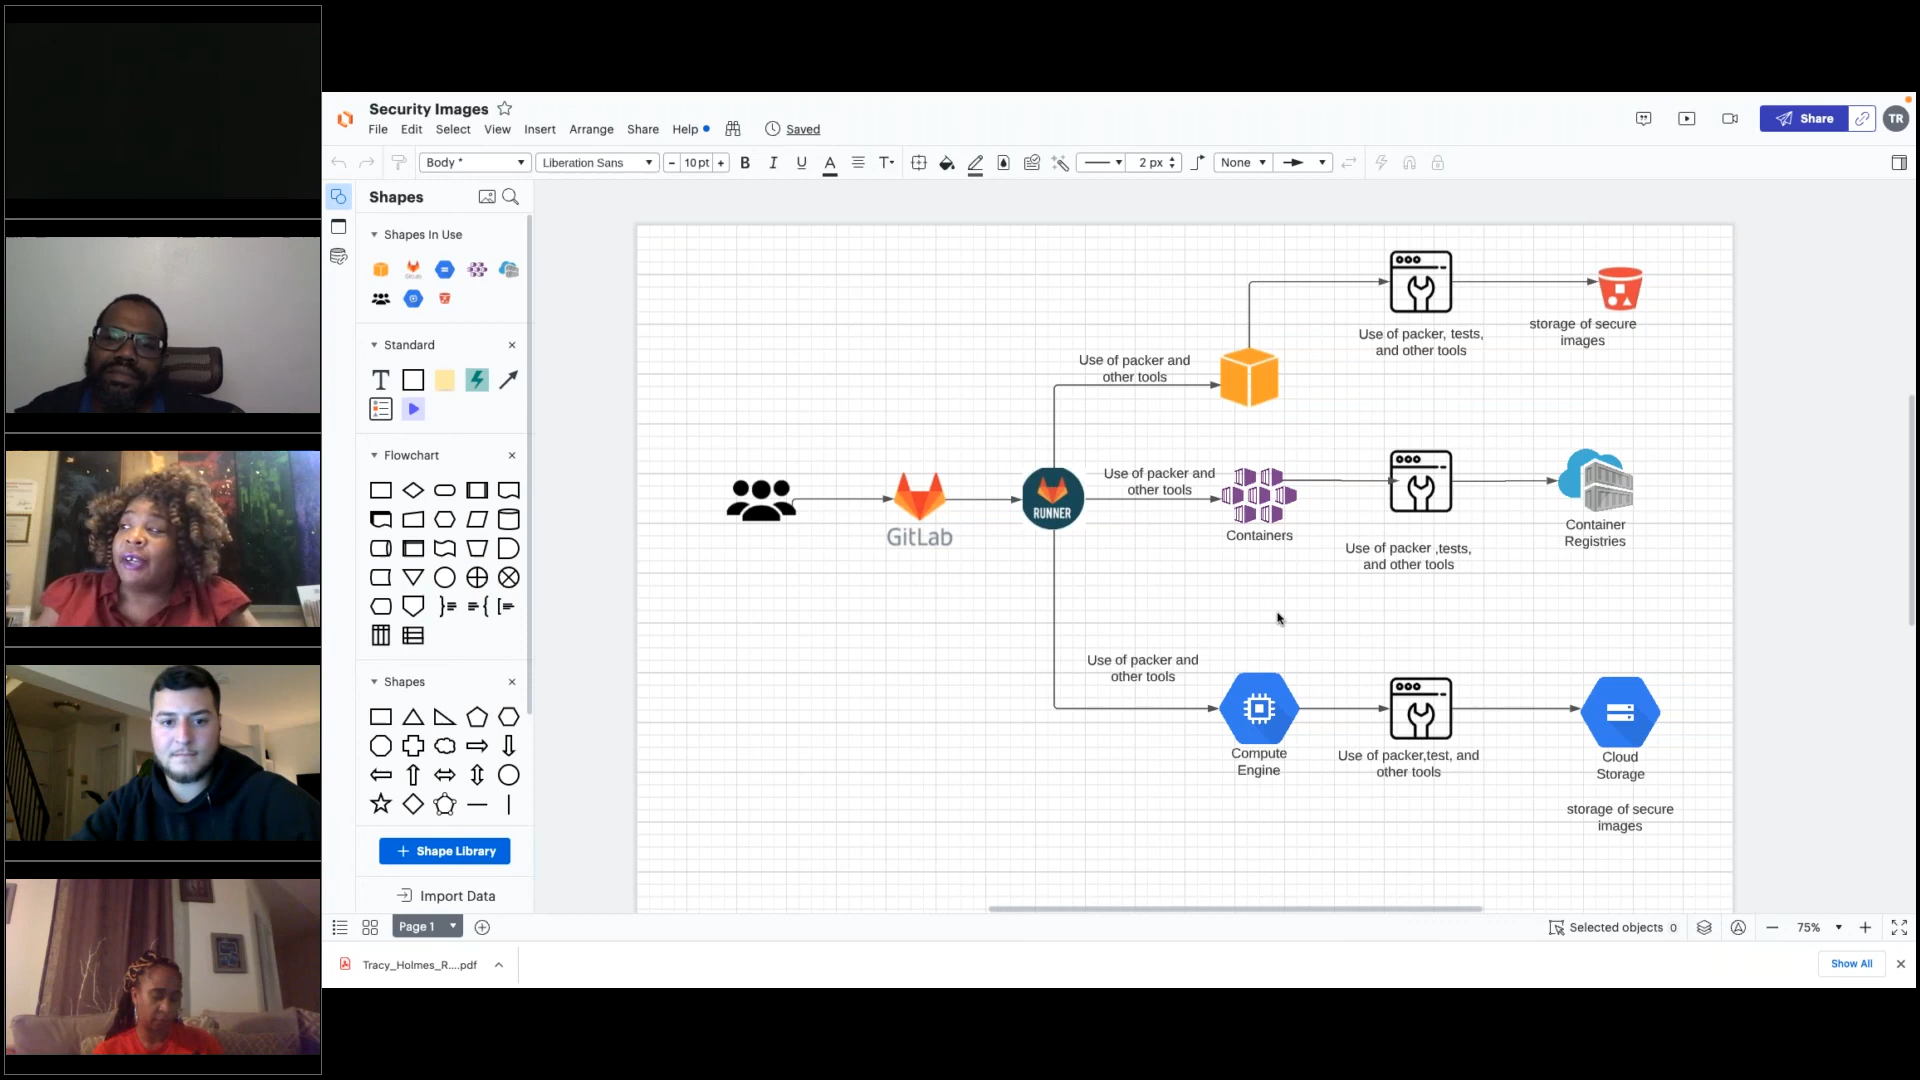 Security Images
File Edit Select View Insert Arrange Share Help Saved
Share
TR
Body *
Liberation Sans
10 pt
B I U A T
2 px
None
Shapes
Shapes In Use
Standard
T
Flowchart
Shapes
+ Shape Library
Import Data
Use of packer, tests,
and other tools
storage of secure
images
Use of packer and
other tools
GitLab
RUNNER
Use of packer and
other tools
Containers
Use of packer ,tests,
and other tools
Container
Registries
Use of packer and
other tools
Compute
Engine
Use of packer,test, and
other tools
Cloud
Storage
storage of secure
images
Page 1
Selected objects 0
75%
Tracy_Holmes_R....pdf
Show All